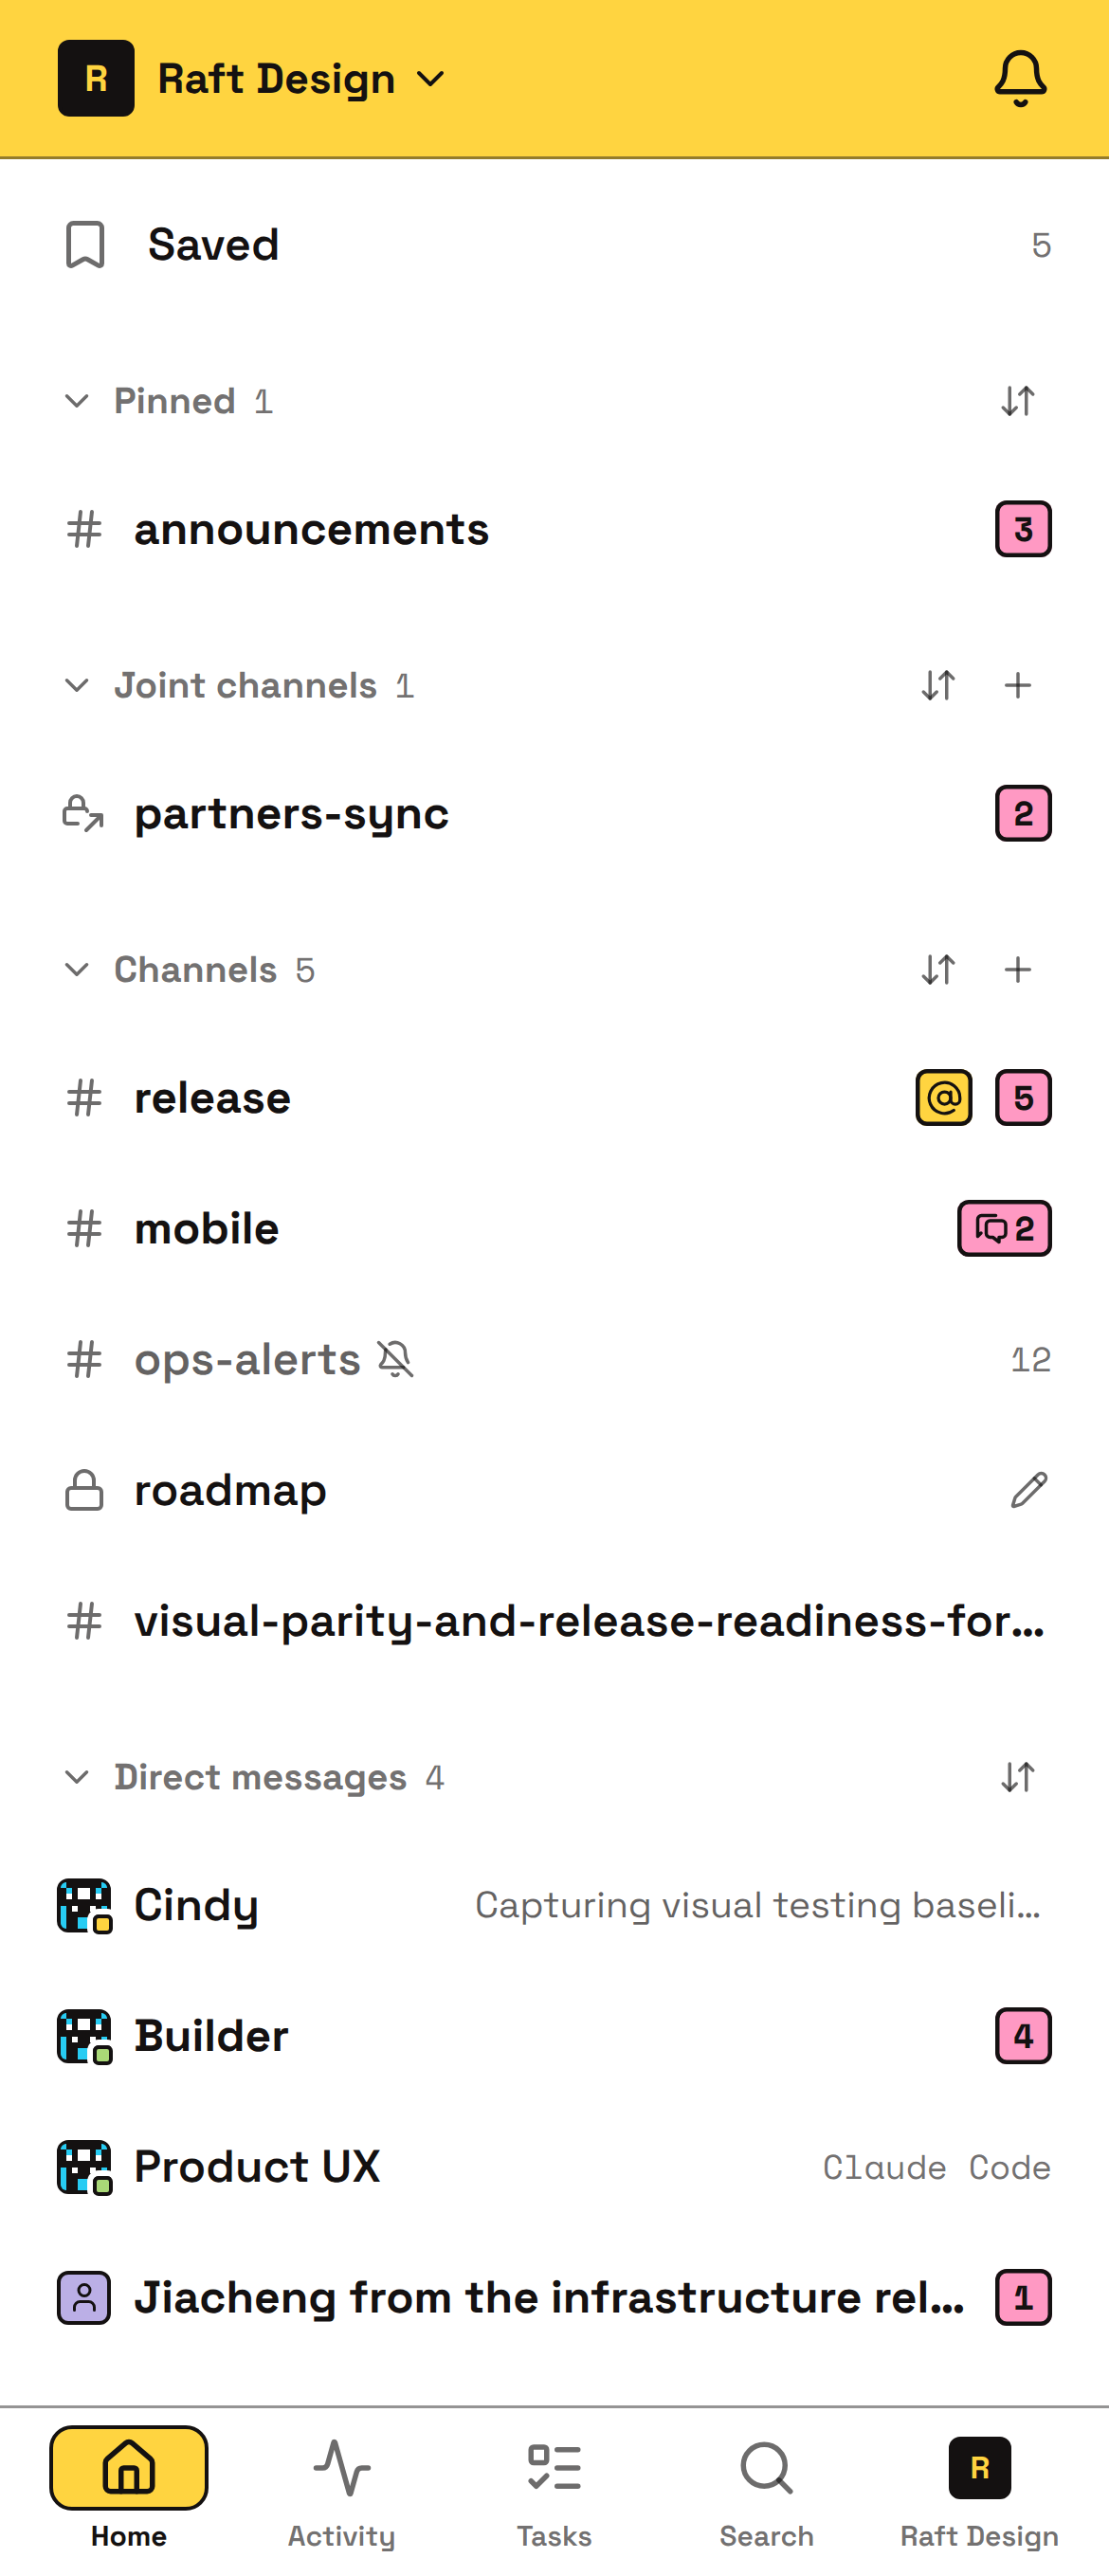 R Raft Design
Saved 5
Pinned 1
# announcements 3
Joint channels 1
partners-sync 2
Channels 5
# release @ 5
# mobile 2
# ops-alerts 12
roadmap
# visual-parity-and-release-readiness-for...
Direct messages 4
Cindy Capturing visual testing baseli...
Builder 4
Product UX Claude Code
Jiacheng from the infrastructure rel... 1
R
Home Activity Tasks Search Raft Design